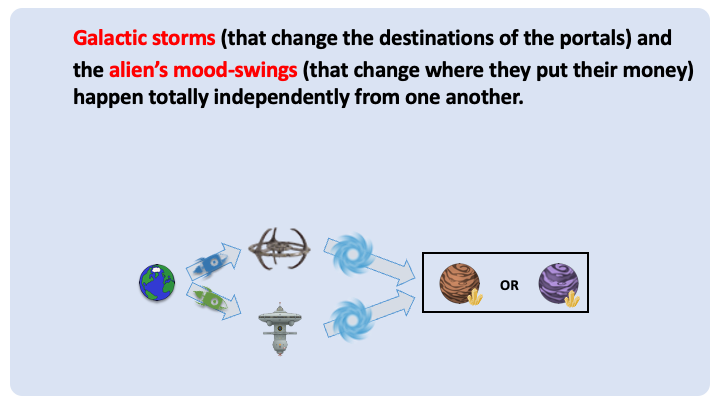 Galactic storms (that change the destinations of the portals) and
the alien’s mood-swings (that change where they put their money)
happen totally independently from one another.
OR